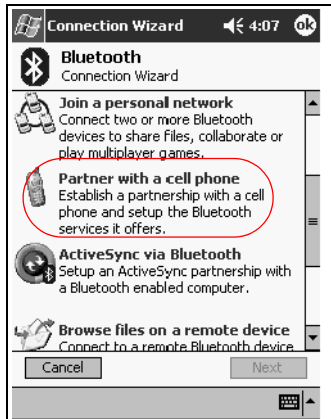 Connection Wizard 4:07 ok
Bluetooth
Connection Wizard
Join a personal network
Connect two or more Bluetooth
devices to share files, collaborate or
play multiplayer games.
Partner with a cell phone
Establish a partnership with a cell
phone and setup the Bluetooth
services it offers.
ActiveSync via Bluetooth
Setup an ActiveSync partnership with
a Bluetooth enabled computer.
Browse files on a remote device
Connect to a remote Bluetooth device
Cancel Next